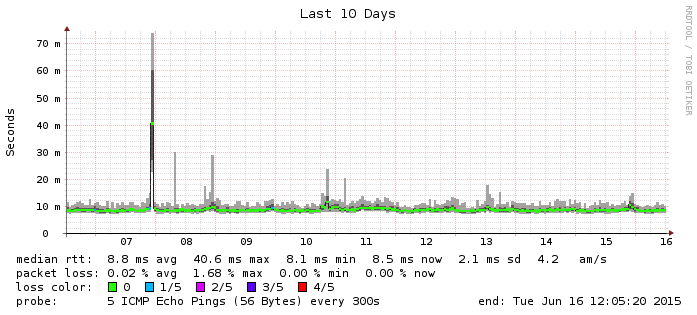 Last 10 Days
RRDTOOL / TOBI OETIKER
Seconds
70 m
60 m
50 m
40 m
30 m
20 m
10 m
0
07 08 09 10 11 12 13 14 15 16
median rtt: 8.8 ms avg 40.6 ms max 8.1 ms min 8.5 ms now 2.1 ms sd 4.2 am/s
packet loss: 0.02 % avg 1.68 % max 0.00 % min 0.00 % now
loss color: 0 1/5 2/5 3/5 4/5
probe: 5 ICMP Echo Pings (56 Bytes) every 300s end: Tue Jun 16 12:05:20 2015